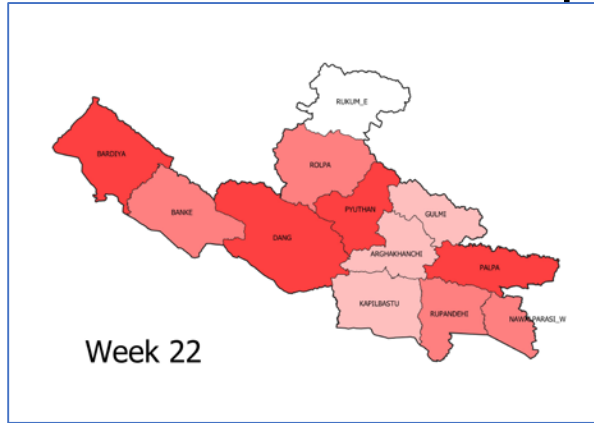 RUKUM_E
BARDIYA
ROLPA
BANKE
PYUTHAN
GULMI
DANG
ARGHAKHANCHI
PALPA
KAPILBASTU
RUPANDEHI
NAWALPARASI_W
Week 22